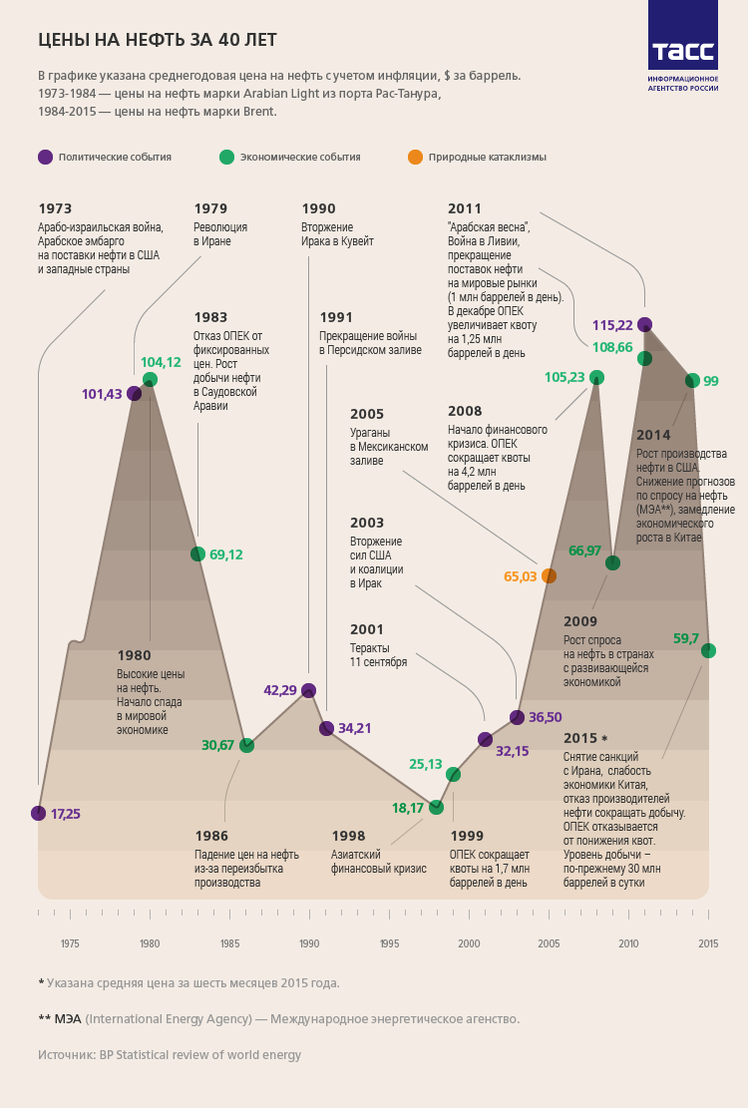 ЦЕНЫ НА НЕФТЬ ЗА 40 ЛЕТ
тасс
ИНФОРМАЦИОННОЕ
АГЕНТСТВО РОССИИ
В графике указана среднегодовая цена на нефть с учетом инфляции, $ за баррель.
1973-1984 — цены на нефть марки Arabian Light из порта Рас-Танура,
1984-2015 — цены на нефть марки Brent.
Политические события
Экономические события
Природные катаклизмы
1973
Арабо-израильская война,
Арабское эмбарго
на поставки нефти в США
и западные страны
1979
Революция
в Иране
1990
Вторжение
Ирака в Кувейт
2011
"Арабская весна",
Война в Ливии,
прекращение
поставок нефти
на мировые рынки
(1 млн баррелей в день).
В декабре ОПЕК
увеличивает квоту
на 1,25 млн
баррелей в день
1983
Отказ ОПЕК от
фиксированных
цен. Рост
добычи нефти
в Саудовской
Аравии
1991
Прекращение войны
в Персидском заливе
115,22
108,66
104,12
101,43
105,23
99
2005
Ураганы
в Мексиканском
заливе
2008
Начало финансового
кризиса. ОПЕК
сокращает квоты
на 4,2 млн
баррелей в день
2014
Рост производства
нефти в США.
Снижение прогнозов
по спросу на нефть
(МЭА**), замедление
экономического
роста в Китае
2003
Вторжение
сил США
и коалиции
в Ирак
69,12
66,97
65,03
2001
Теракты
11 сентября
2009
Рост спроса
на нефть в странах
с развивающейся
экономикой
59,7
1980
Высокие цены
на нефть.
Начало спада
в мировой
экономике
42,29
34,21
36,50
32,15
30,67
25,13
18,17
17,25
2015 *
Снятие санкций
с Ирана, слабость
экономики Китая,
отказ производителей
нефти сокращать добычу.
ОПЕК отказывается
от понижения квот.
Уровень добычи –
по-прежнему 30 млн
баррелей в сутки
1986
Падение цен на нефть
из-за переизбытка
производства
1998
Азиатский
финансовый кризис
1999
ОПЕК сокращает
квоты на 1,7 млн
баррелей в день
1975
1980
1985
1990
1995
2000
2005
2010
2015
* Указана средняя цена за шесть месяцев 2015 года.
** МЭА (International Energy Agency) — Международное энергетическое агенство.
Источник: BP Statistical review of world energy